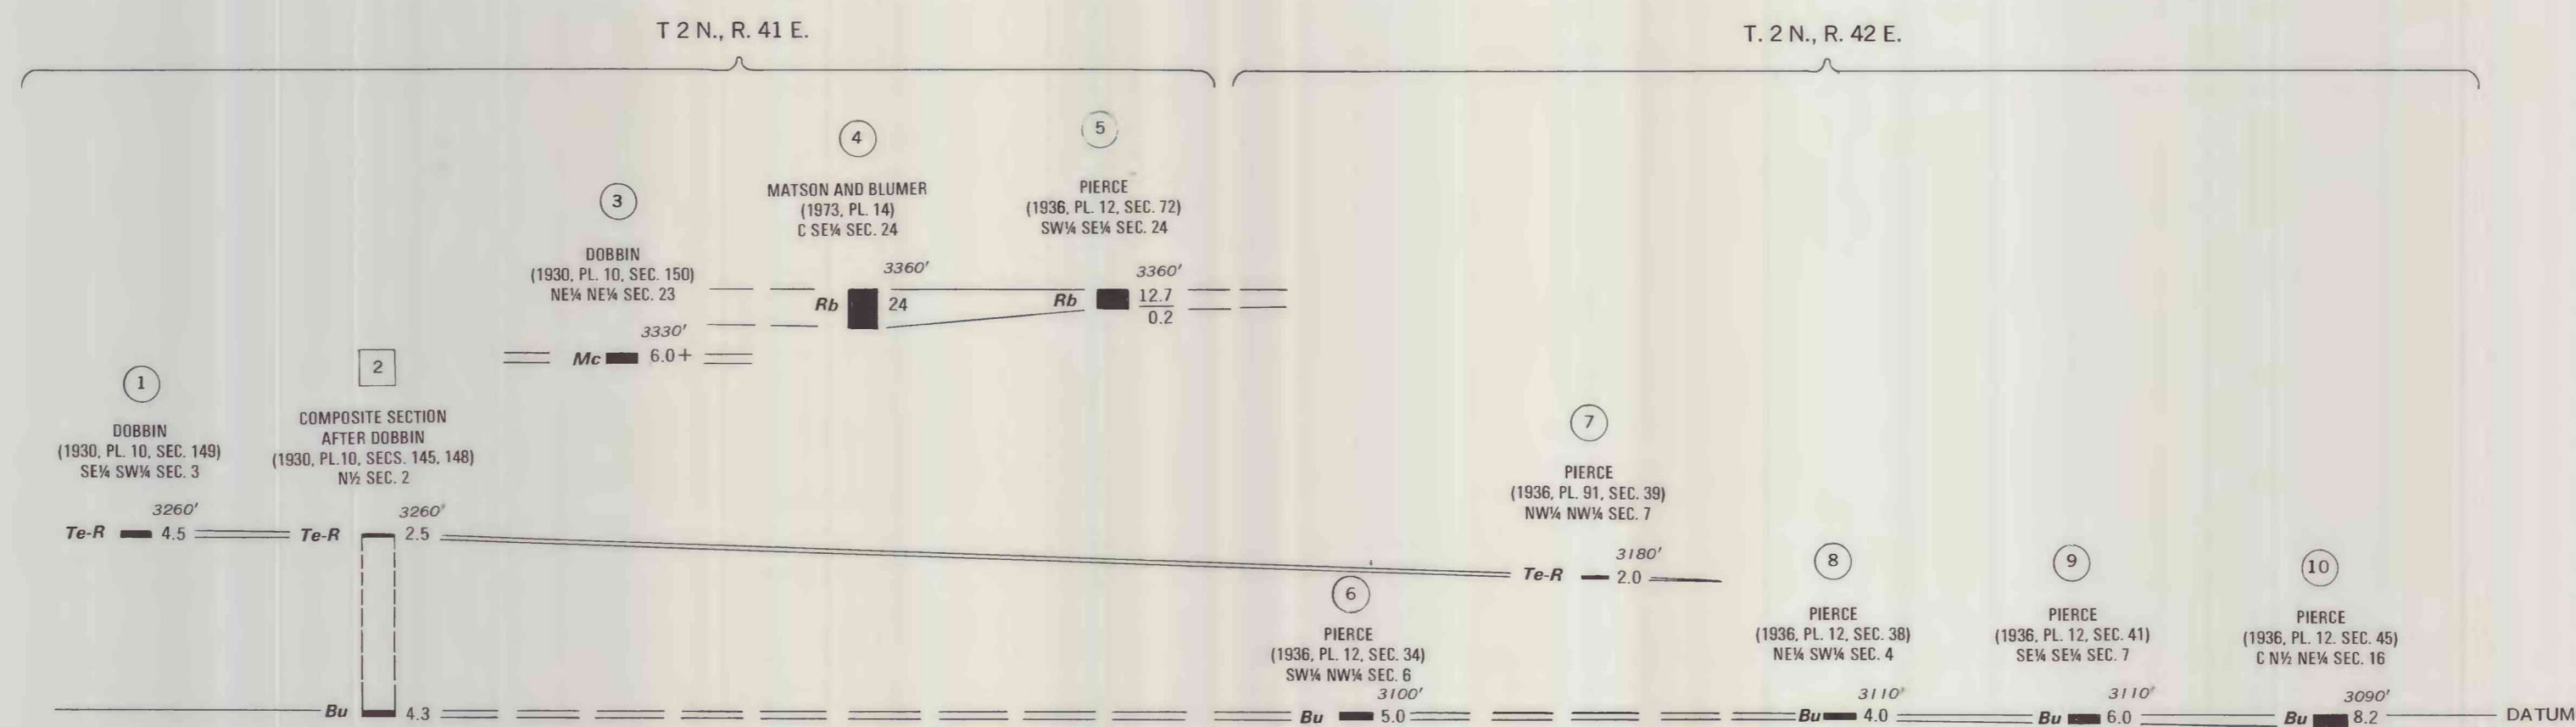 T 2 N., R. 41 E.
T. 2 N., R. 42 E.
1
DOBBIN
(1930, PL. 10, SEC. 149)
SE¼ SW¼ SEC. 3
3260'
Te-R 4.5
2
COMPOSITE SECTION
AFTER DOBBIN
(1930, PL.10, SECS. 145, 148)
N½ SEC. 2
3260'
Te-R 2.5
Bu 4.3
3
DOBBIN
(1930, PL. 10, SEC. 150)
NE¼ NE¼ SEC. 23
3330'
Mc 6.0+
4
MATSON AND BLUMER
(1973, PL. 14)
C SE¼ SEC. 24
3360'
Rb 24
5
PIERCE
(1936, PL. 12, SEC. 72)
SW¼ SE¼ SEC. 24
3360'
Rb 12.7
0.2
6
PIERCE
(1936, PL. 12, SEC. 34)
SW¼ NW¼ SEC. 6
3100'
Bu 5.0
7
PIERCE
(1936, PL. 91, SEC. 39)
NW¼ NW¼ SEC. 7
3180'
Te-R 2.0
8
PIERCE
(1936, PL. 12, SEC. 38)
NE¼ SW¼ SEC. 4
3110'
Bu 4.0
9
PIERCE
(1936, PL. 12, SEC. 41)
SE¼ SE¼ SEC. 7
3110'
Bu 6.0
10
PIERCE
(1936, PL. 12. SEC. 45)
C N½ NE¼ SEC. 16
3090'
Bu 8.2
DATUM